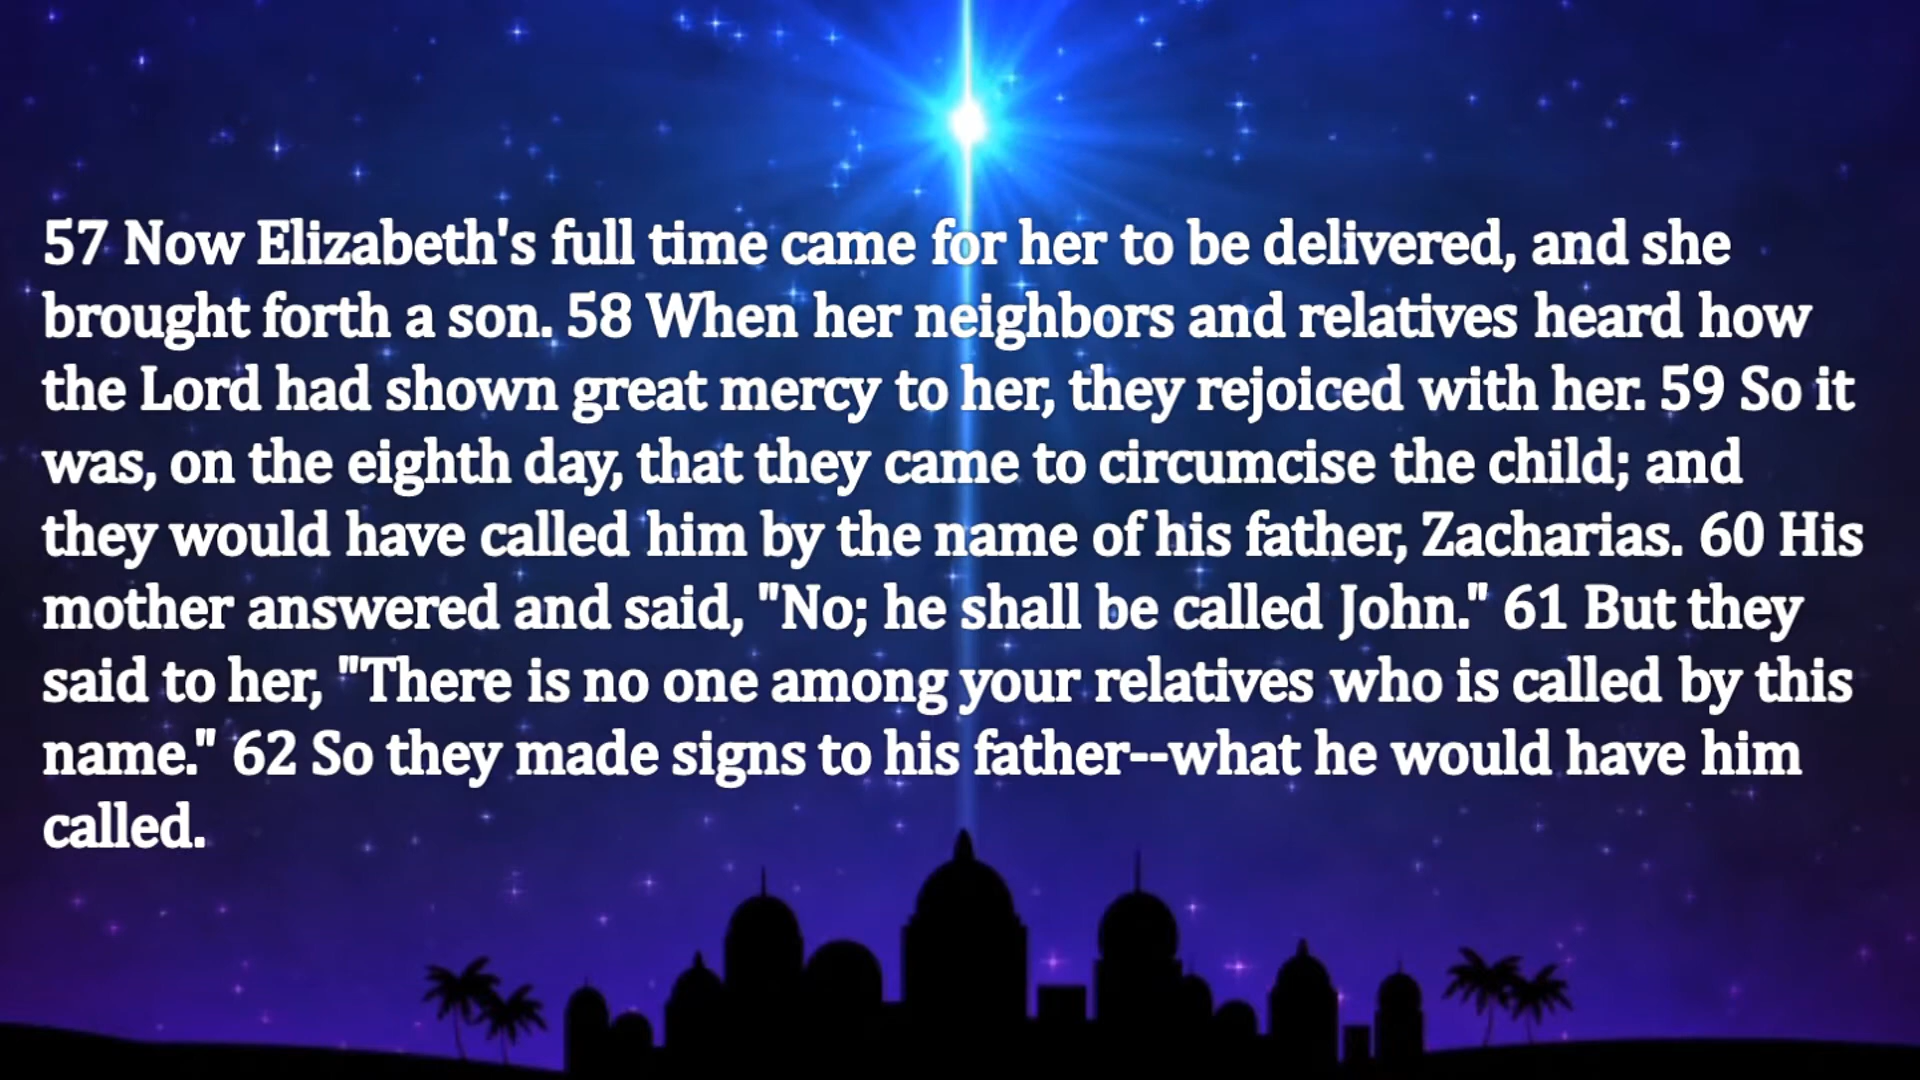 57 Now Elizabeth's full time came for her to be delivered, and she
brought forth a son. 58 When her neighbors and relatives heard how
the Lord had shown great mercy to her, they rejoiced with her. 59 So it
was, on the eighth day, that they came to circumcise the child; and
they would have called him by the name of his father, Zacharias. 60 His
mother answered and said, "No; he shall be called John." 61 But they
said to her, "There is no one among your relatives who is called by this
name." 62 So they made signs to his father--what he would have him
called.